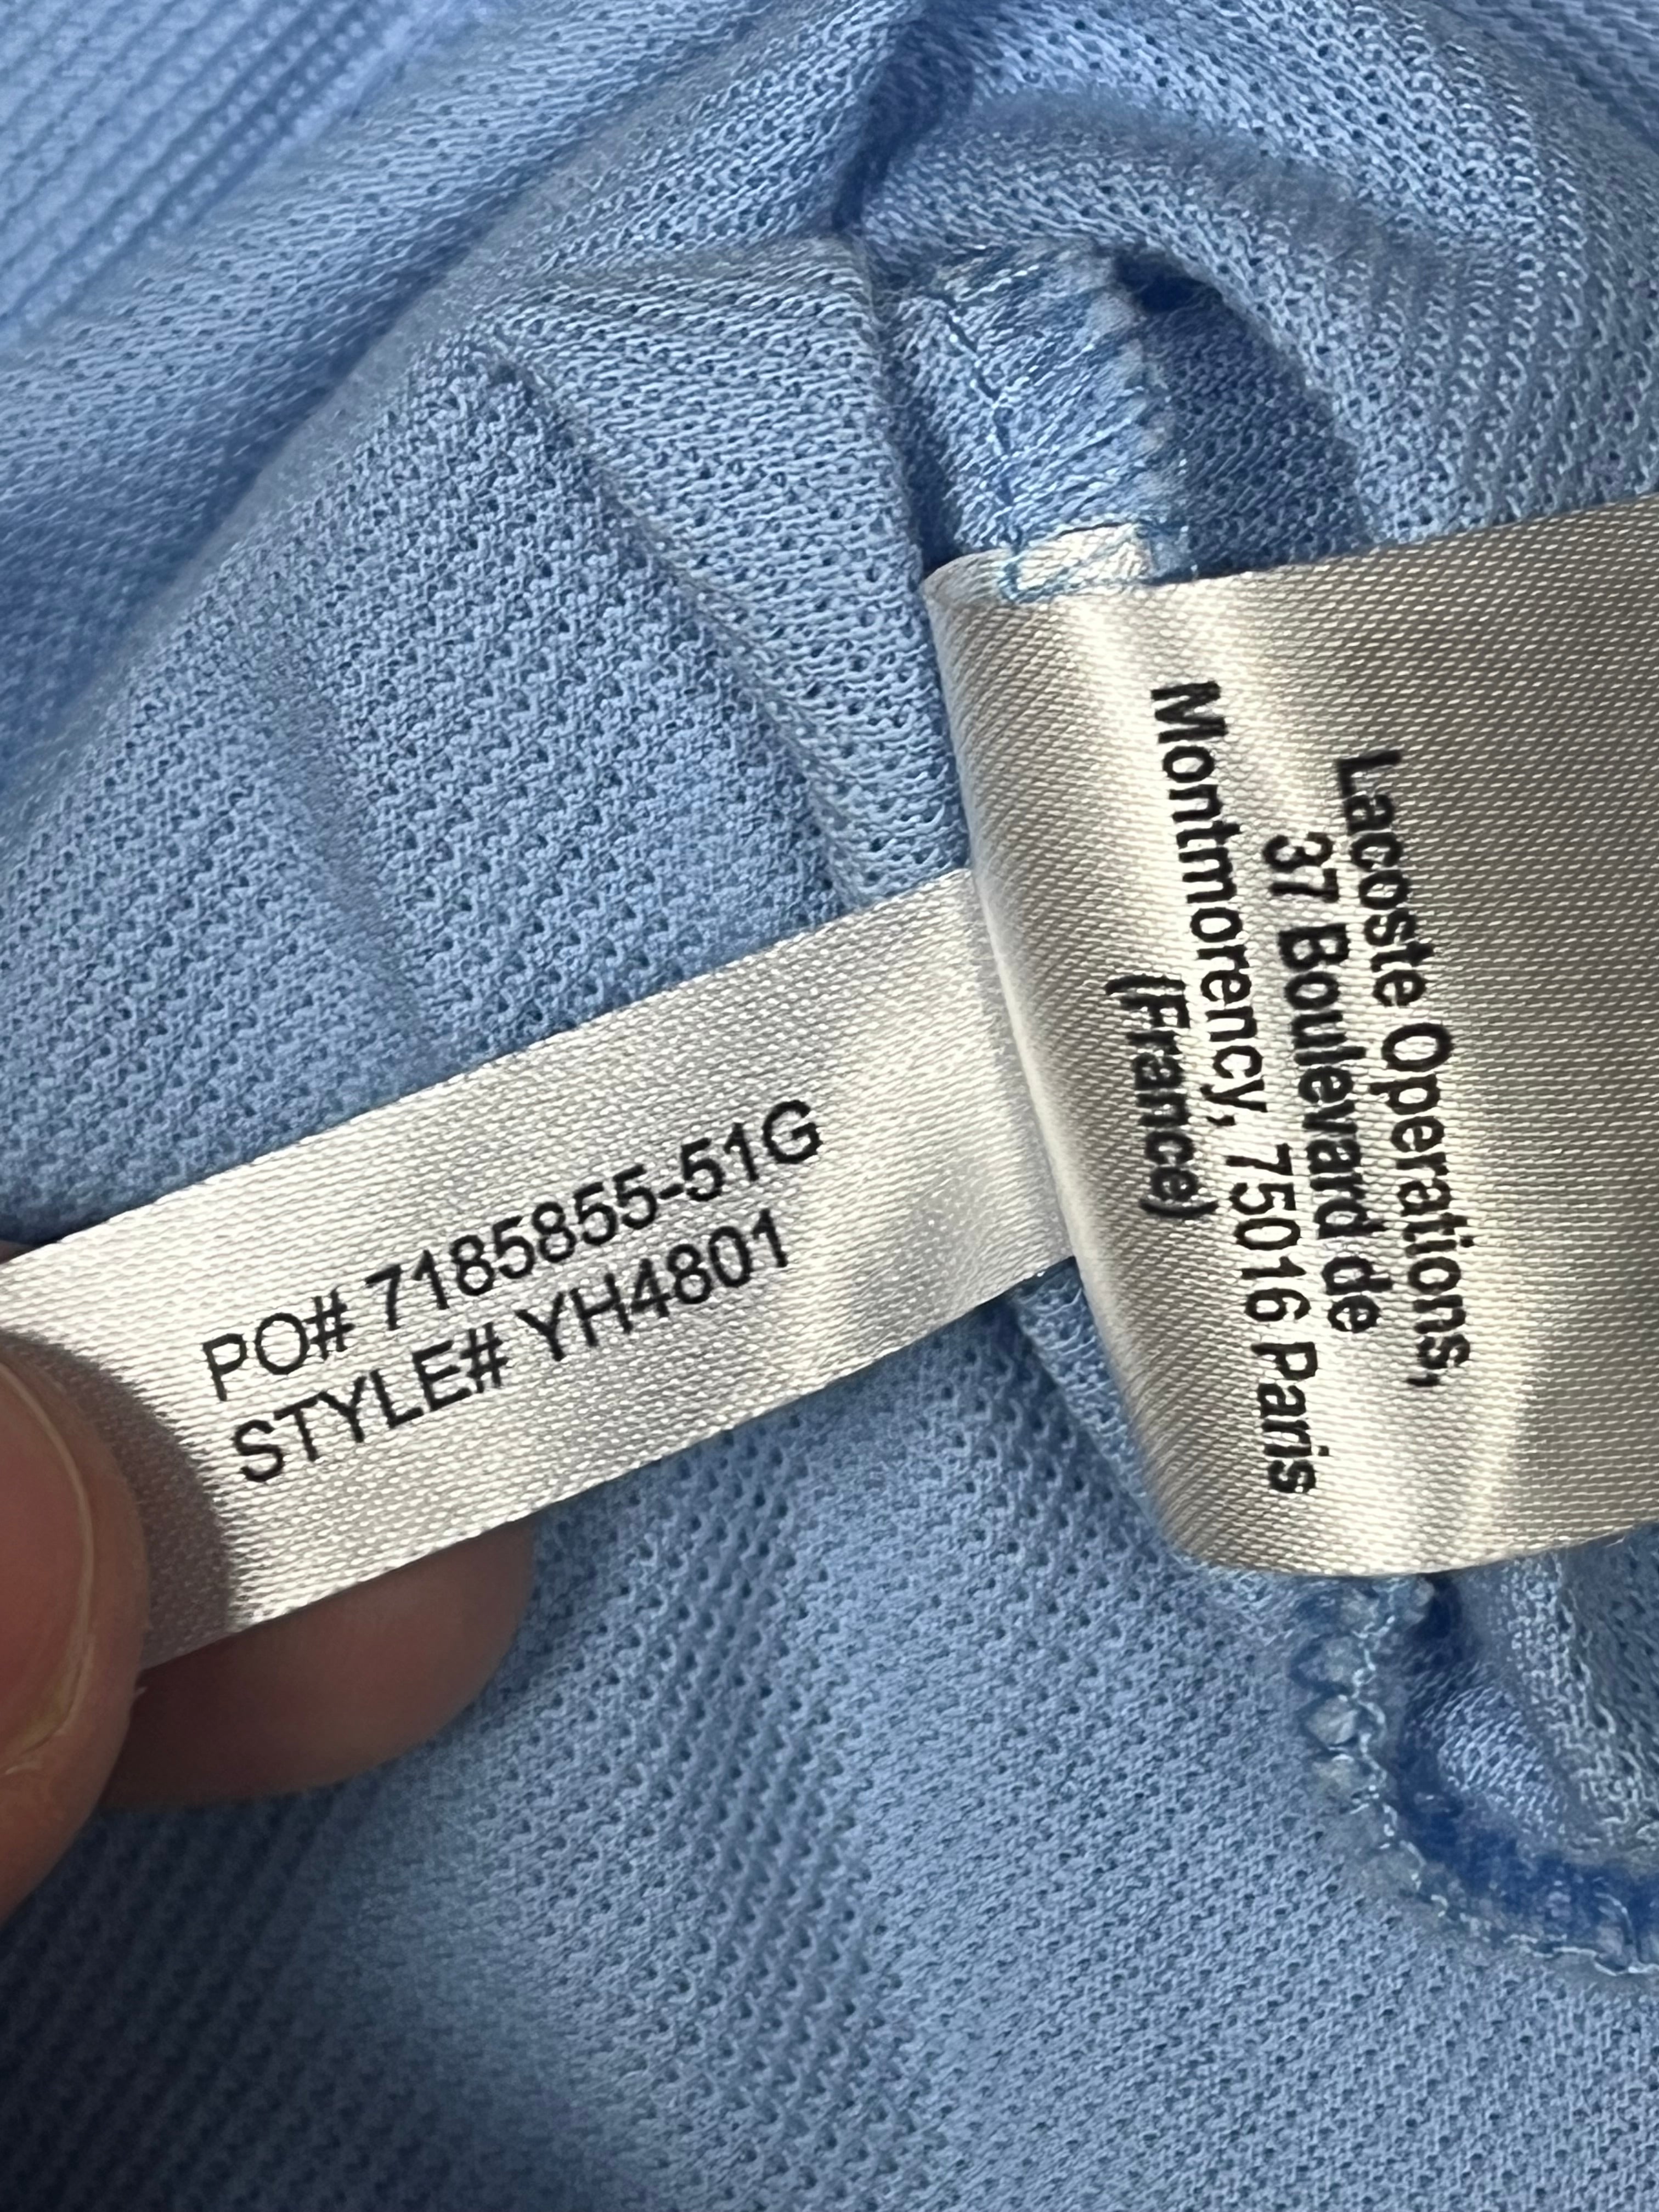 PO# 7185855-51G
STYLE# YH4801
Lacoste Operations,
37 Boulevard de
Montmorency, 75016 Paris
(France)